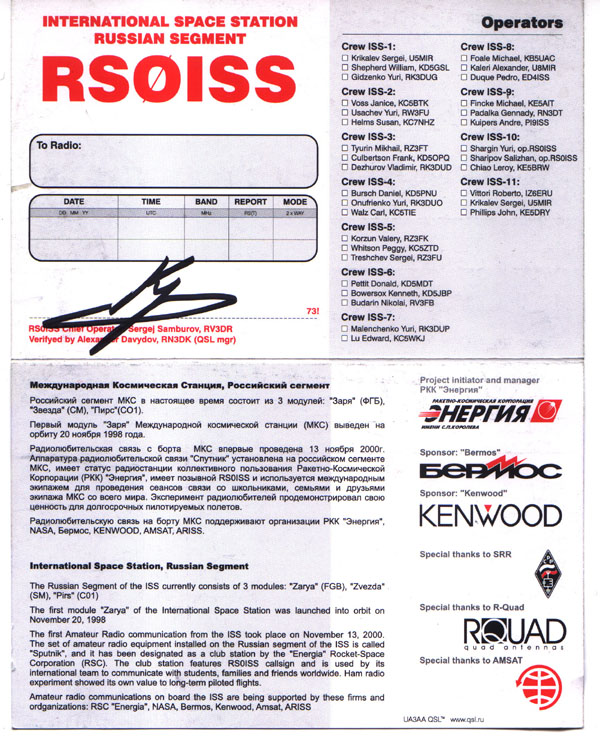 INTERNATIONAL SPACE STATION
RUSSIAN SEGMENT
RSØISS
To Radio:
DATE TIME BAND REPORT MODE
DD MM YY UTC MHz RS(T) 2 x WAY
73!
RS0ISS Chief Operator Sergej Samburov, RV3DR
Verifyed by Alexander Davydov, RN3DK (QSL mgr)
Operators
Crew ISS-1:
Krikalev Sergei, U5MIR
Shepherd William, KD5GSL
Gidzenko Yuri, RK3DUG
Crew ISS-2:
Voss Janice, KC5BTK
Usachev Yuri, RW3FU
Helms Susan, KC7NHZ
Crew ISS-3:
Tyurin Mikhail, RZ3FT
Culbertson Frank, KD5OPQ
Dezhurov Vladimir, RK3DUD
Crew ISS-4:
Bursch Daniel, KD5PNU
Onufrienko Yuri, RK3DUO
Walz Carl, KC5TIE
Crew ISS-5:
Korzun Valery, RZ3FK
Whitson Peggy, KC5ZTD
Treshchev Sergei, RZ3FU
Crew ISS-6:
Pettit Donald, KD5MDT
Bowersox Kenneth, KD5JBP
Budarin Nikolai, RV3FB
Crew ISS-7:
Malenchenko Yuri, RK3DUP
Lu Edward, KC5WKJ
Crew ISS-8:
Foale Michael, KB5UAC
Kaleri Alexander, U8MIR
Duque Pedro, ED4ISS
Crew ISS-9:
Fincke Michael, KE5AIT
Padalka Gennady, RN3DT
Kuipers Andre, PI9ISS
Crew ISS-10:
Shargin Yuri, op.RS0ISS
Sharipov Salizhan, op.RS0ISS
Chiao Leroy, KE5BRW
Crew ISS-11:
Vittori Roberto, IZ6ERU
Krikalev Sergei, U5MIR
Phillips John, KE5DRY
Международная Космическая Станция, Российский сегмент
Российский сегмент МКС в настоящее время состоит из 3 модулей: "Заря" (ФГБ),
"Звезда" (СМ), "Пирс"(СО1).
Первый модуль "Заря" Международной космической станции (МКС) выведен на
орбиту 20 ноября 1998 года.
Радиолюбительская связь с борта МКС впервые проведена 13 ноября 2000г.
Аппаратура радиолюбительской связи "Спутник" установлена на российском сегменте
МКС, имеет статус радиостанции коллективного пользования Ракетно-Космической
Корпорации (РКК) "Энергия", имеет позывной RS0ISS и используется международным
экипажем для проведения сеансов связи со школьниками, семьями и друзьями
экипажа МКС со всего мира. Эксперимент радиолюбителей продемонстрировал свою
ценность для долгосрочных пилотируемых полетов.
Радиолюбительскую связь на борту МКС поддерживают организации РКК "Энергия",
NASA, Бермос, KENWOOD, AMSAT, ARISS.
International Space Station, Russian Segment
The Russian Segment of the ISS currently consists of 3 modules: "Zarya" (FGB), "Zvezda"
(SM), "Pirs" (C01)
The first module "Zarya" of the International Space Station was launched into orbit on
November 20, 1998
The first Amateur Radio communication from the ISS took place on November 13, 2000.
The set of amateur radio equipment installed on the Russian segment of the ISS is called
"Sputnik", and it has been designated as a club station by the "Energia" Rocket-Space
Corporation (RSC). The club station features RS0ISS callsign and is used by its
international team to communicate with students, families and friends worldwide. Ham radio
experiment showed its own value to long-term piloted flights.
Amateur radio communications on board the ISS are being supported by these firms and
ordganizations: RSC "Energia", NASA, Bermos, Kenwood, Amsat, ARISS
Project initiator and manager
РКК "Энергия"
РАКЕТНО-КОСМИЧЕСКАЯ КОРПОРАЦИЯ
ЭНЕРГИЯ
ИМЕНИ С.П.КОРОЛЕВА
Sponsor: "Bermos"
БЕРМОС
Sponsor: "Kenwood"
KENWOOD
Special thanks to SRR
Special thanks to R-Quad
RQUAD
quad antennas
Special thanks to AMSAT
UA3AA QSL™ www.qsl.ru